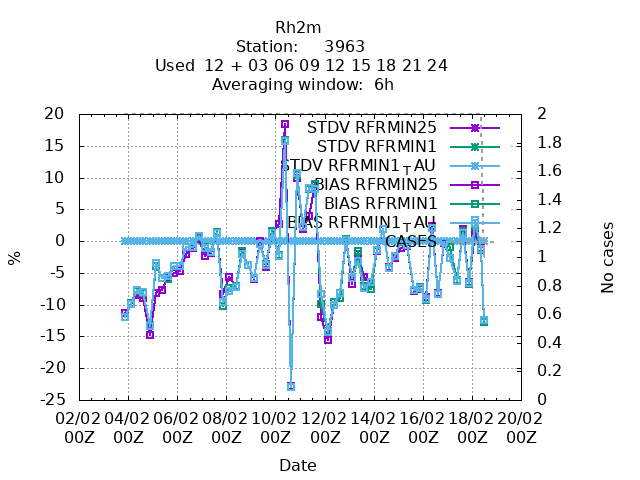 Rh2m
Station: 3963
Used 12 + 03 06 09 12 15 18 21 24
Averaging window: 6h
20
15
10
5
0
-5
-10
-15
-20
-25
%
2
1.8
1.6
1.4
1.2
1
0.8
0.6
0.4
0.2
0
No cases
STDV RFRMIN25
STDV RFRMIN1
STDV RFRMIN1TAU
BIAS RFRMIN25
BIAS RFRMIN1
BIAS RFRMIN1TAU
CASES
02/02 04/02 06/02 08/02 10/02 12/02 14/02 16/02 18/02 20/02
00Z 00Z 00Z 00Z 00Z 00Z 00Z 00Z 00Z 00Z
Date